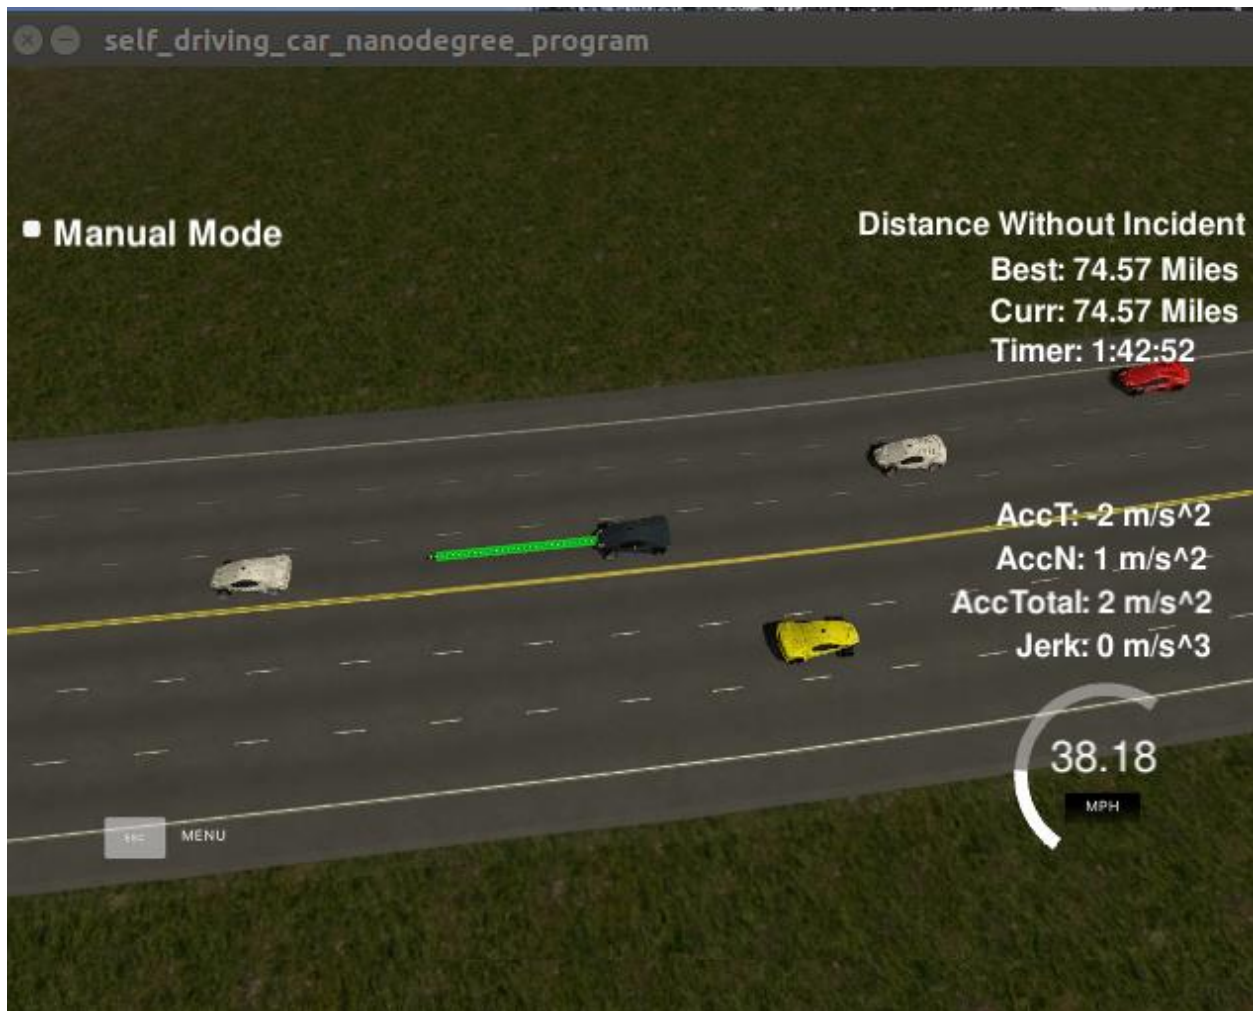 self_driving_car_nanodegree_program
Manual Mode
Distance Without Incident
Best: 74.57 Miles
Curr: 74.57 Miles
Timer: 1:42:52
AccT: -2 m/s^2
AccN: 1 m/s^2
AccTotal: 2 m/s^2
Jerk: 0 m/s^3
38.18
MPH
MENU